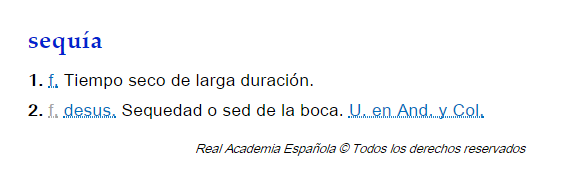 sequía
1. f. Tiempo seco de larga duración.
2. f. desus. Sequedad o sed de la boca. U. en And. y Col.
Real Academia Española © Todos los derechos reservados